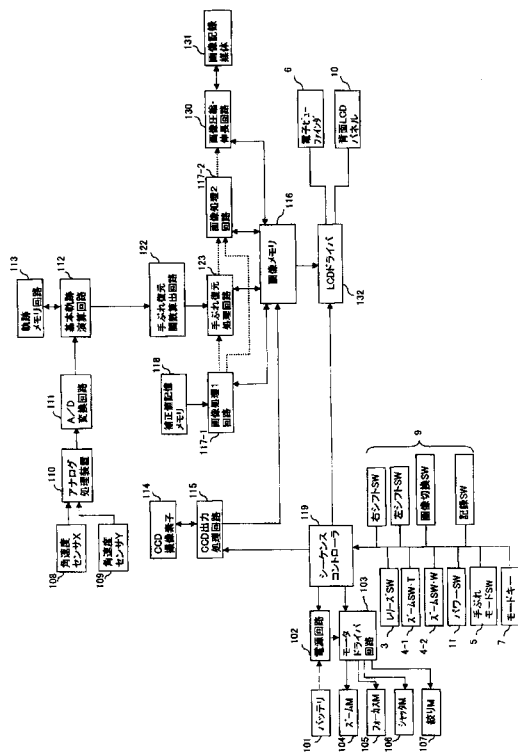 108
角速度
センサX
109
角速度
センサY
110
アナログ
処理装置
111
A/D
変換回路
112
基本軌跡
演算回路
113
軌跡
メモリ回路
122
手ぶれ復元
関数算出回路
123
手ぶれ復元
処理回路
118
補正値記憶
メモリ
117-1
画像処理1
回路
117-2
画像処理2
回路
130
画像圧縮・
伸長回路
131
画像記録
媒体
114
CCD
撮像素子
115
CCD出力
処理回路
116
画像メモリ
6
電子ビュー
ファインダ
10
背面LCD
パネル
132
LCDドライバ
119
シーケンス
コントローラ
101
バッテリ
102
電源回路
103
モータ
ドライバ
回路
104
ズームM
105
フォーカスM
106
シャッタM
107
絞りM
3
レリーズSW
4-1
ズームSW・T
4-2
ズームSW・W
11
パワーSW
5
手ぶれ
モードSW
7
モードキー
9
右シフトSW
左シフトSW
画像切換SW
記録SW